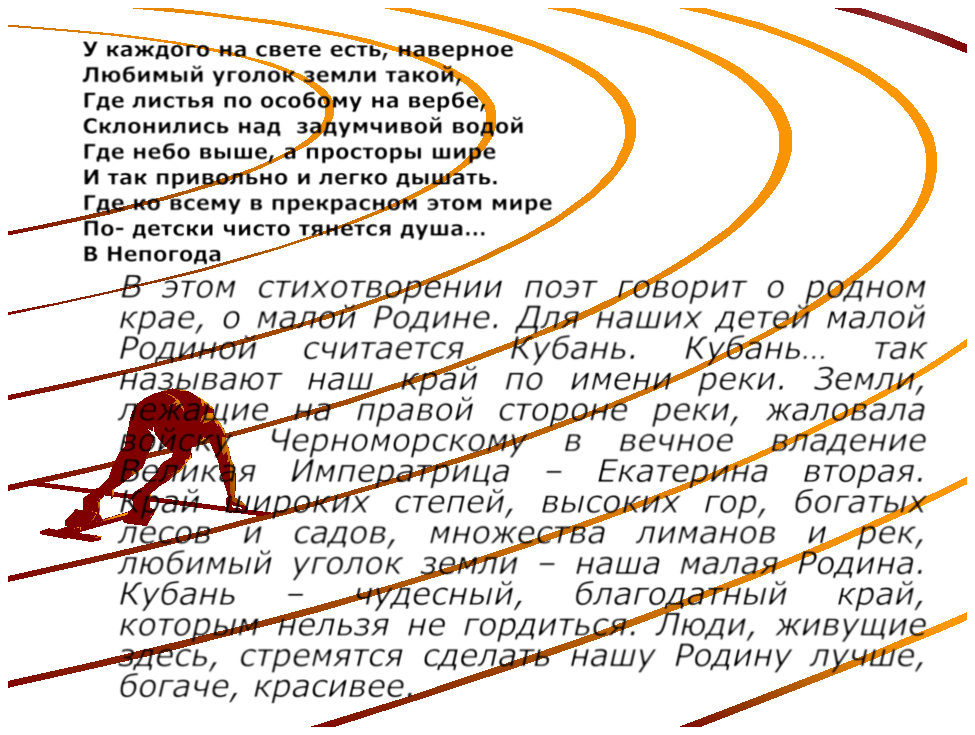 У каждого на свете есть, наверное
Любимый уголок земли такой,
Где листья по особому на вербе,
Склонились над  задумчивой водой
Где небо выше, а просторы шире
И так привольно и легко дышать.
Где ко всему в прекрасном этом мире
По- детски чисто тянется душа…
В Непогода
В этом стихотворении поэт говорит о родном
крае, о малой Родине. Для наших детей малой
Родиной считается Кубань. Кубань… так
называют наш край по имени реки. Земли,
лежащие на правой стороне реки, жаловала
войску Черноморскому в вечное владение
Великая Императрица – Екатерина вторая.
Край широких степей, высоких гор, богатых
лесов и садов, множества лиманов и рек,
любимый уголок земли – наша малая Родина.
Кубань – чудесный, благодатный край,
которым нельзя не гордиться. Люди, живущие
здесь, стремятся сделать нашу Родину лучше,
богаче, красивее.